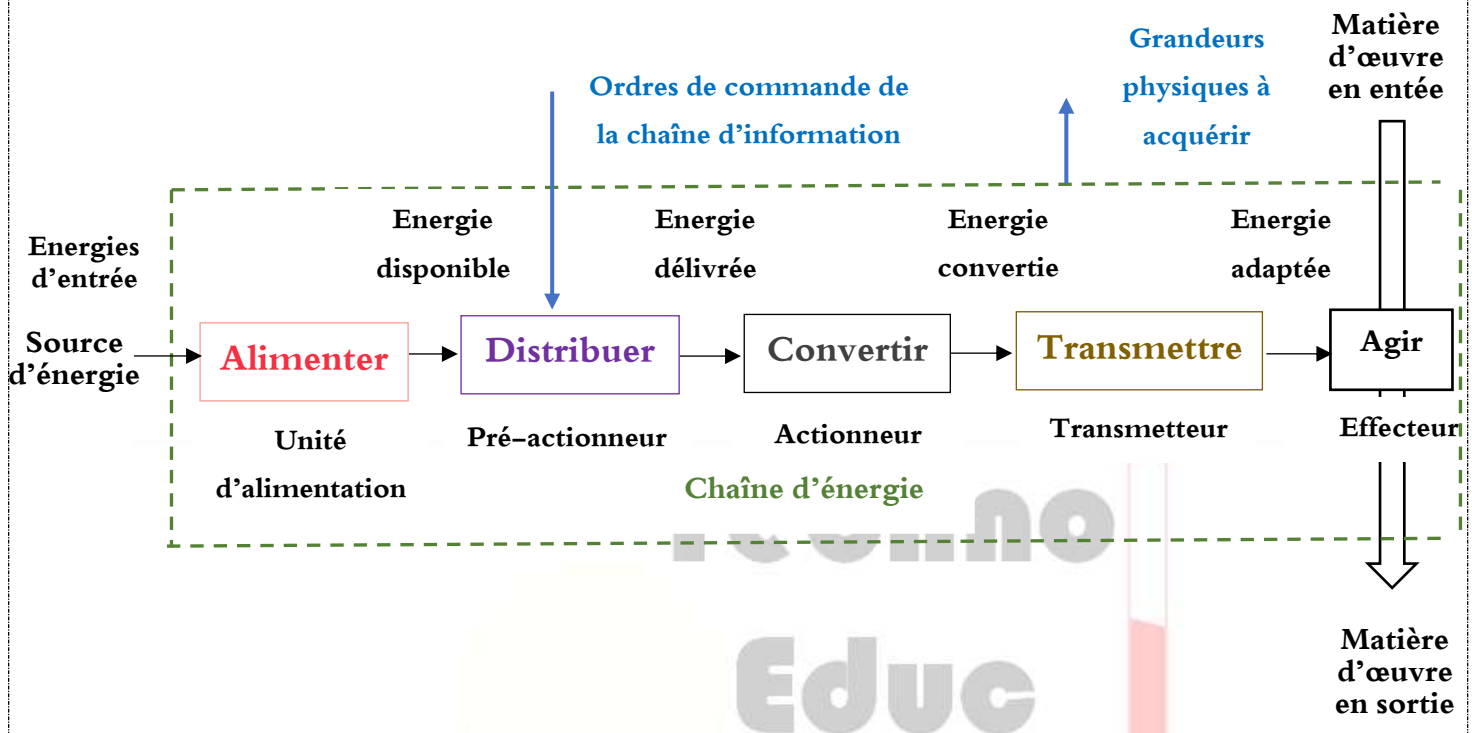 Matière
d'œuvre
en entée
Grandeurs
physiques à
acquérir
Ordres de commande de
la chaîne d'information
Energies
d'entrée
Energie
disponible
Energie
délivrée
Energie
convertie
Energie
adaptée
Source
d'énergie
Alimenter
Distribuer
Convertir
Transmettre
Agir
Unité
d'alimentation
Pré-actionneur
Actionneur
Transmetteur
Effecteur
Chaîne d'énergie
Techno
Educ
Matière
d'œuvre
en sortie